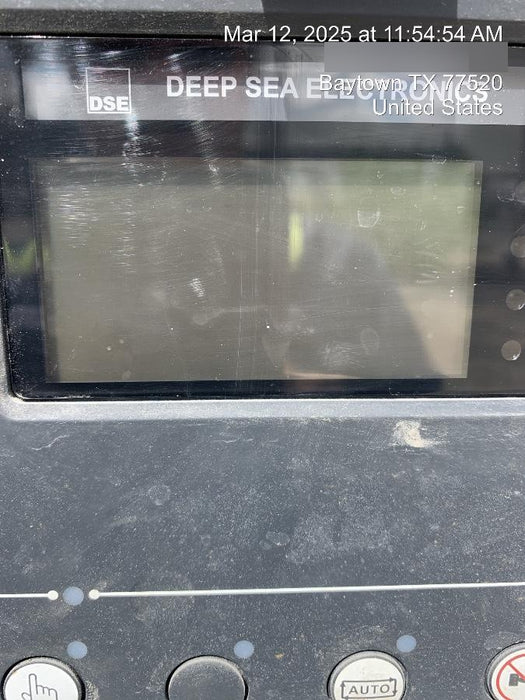 Mar 12, 2025 at 11:54:54 AM
Baytown TX 77520
United States
DSE
DEEP SEA ELECTRONICS
AUTO